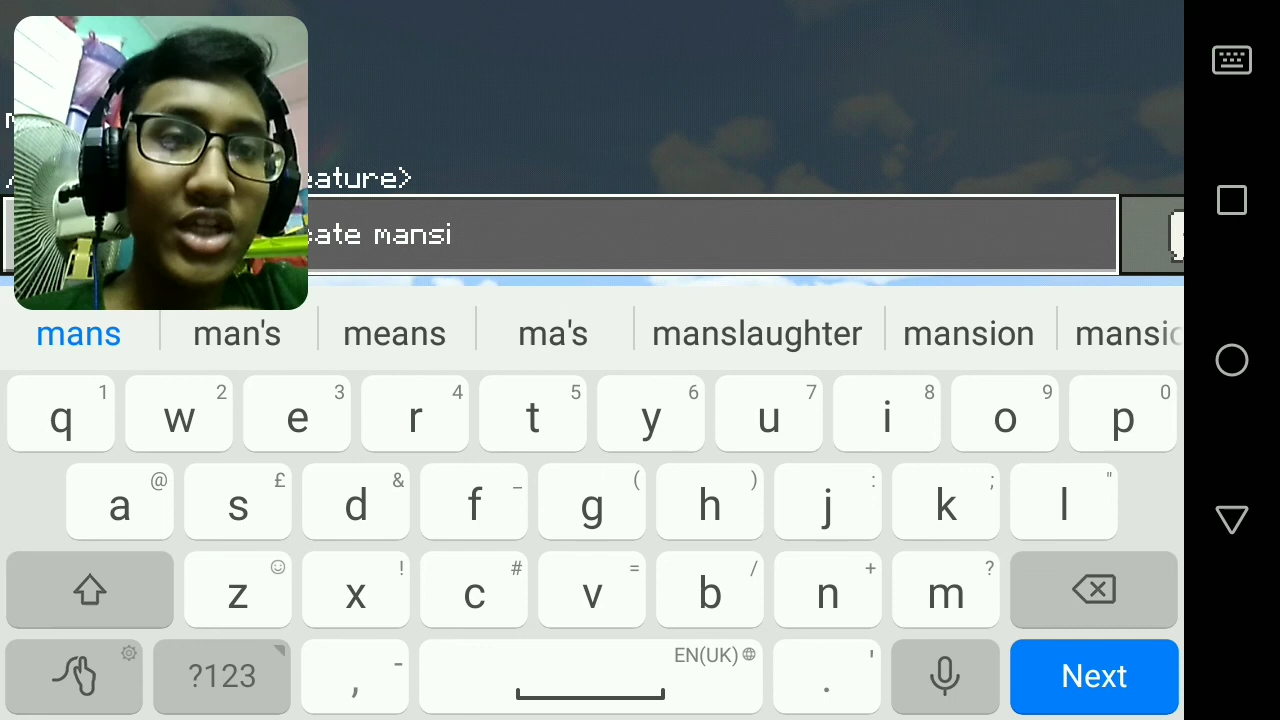 eature>
ate mansi
mans man's means ma's manslaughter mansion mansic
1 2 3 4 5 6 7 8 9 0
q w e r t y u i o p
@ £ & _ ( ) : ; "
a s d f g h j k l
! # = / + ?
z x c v b n m
EN(UK)
- '
?123 , . Next